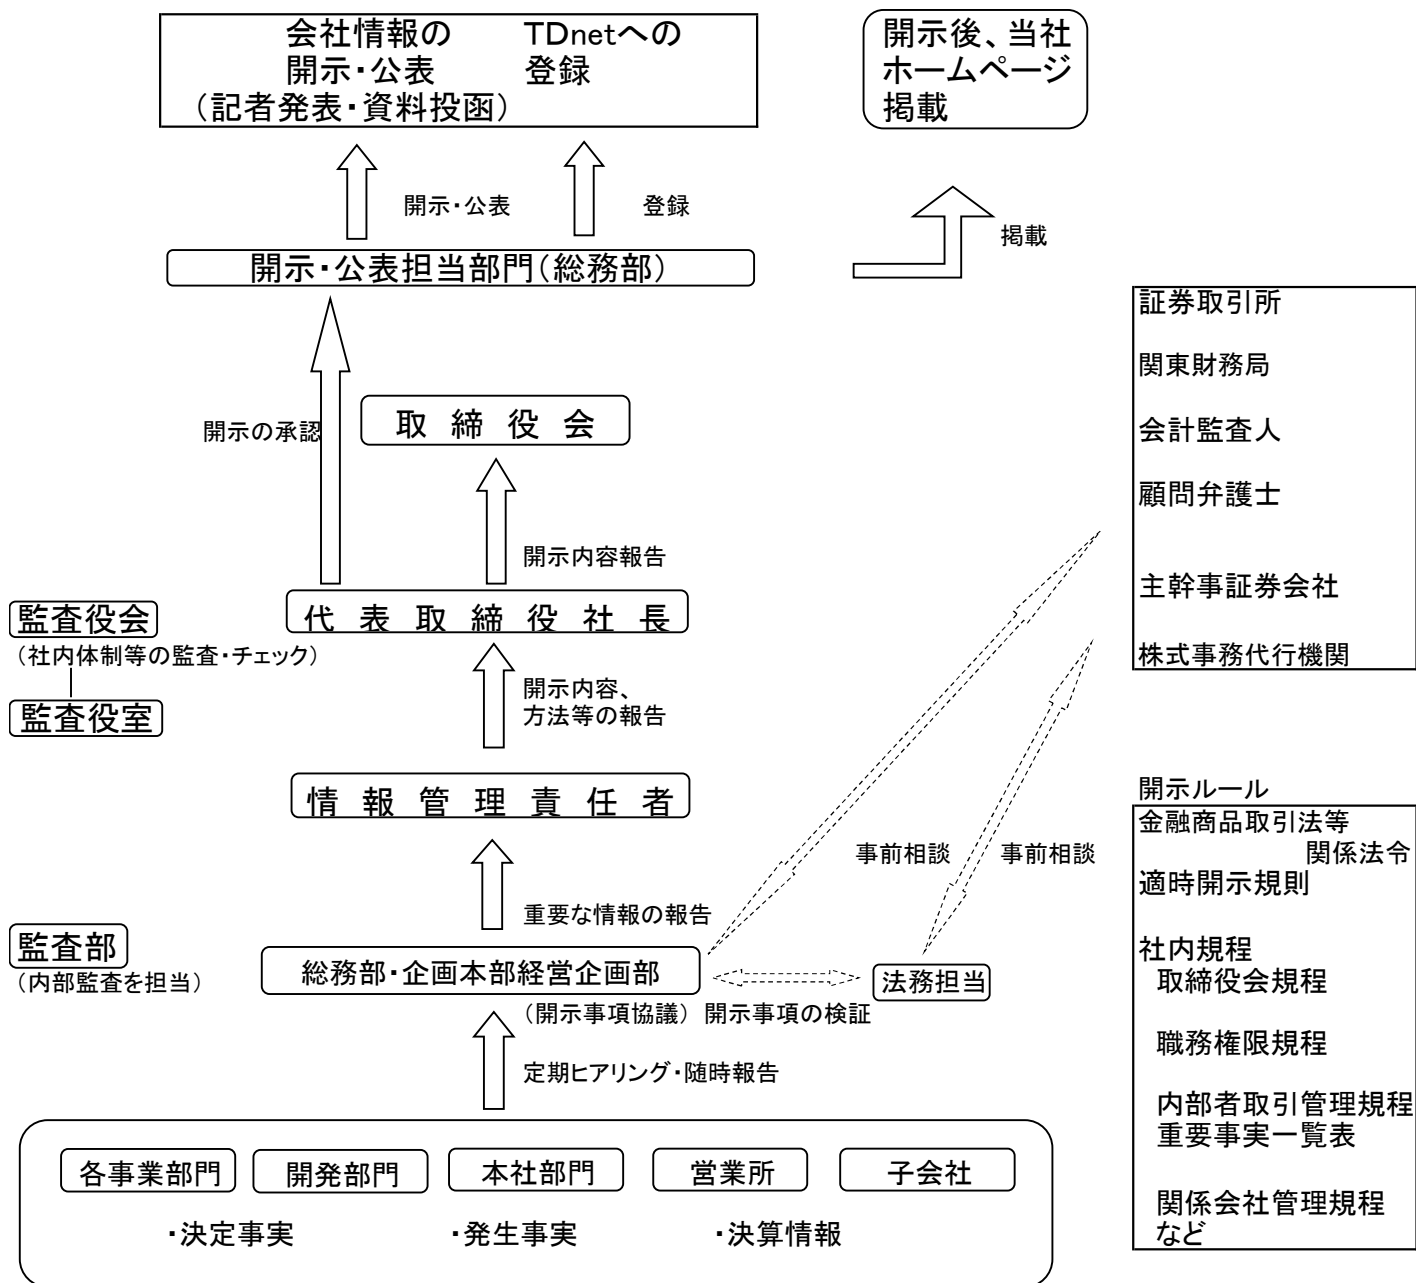 会社情報の
開示・公表
（記者発表・資料投函）
TDnetへの
登録
開示後、当社
ホームページ
掲載
開示・公表
登録
掲載
開示・公表担当部門（総務部）
証券取引所
関東財務局
会計監査人
顧問弁護士
主幹事証券会社
株式事務代行機関
開示の承認
取締役会
開示内容報告
代表取締役社長
監査役会
（社内体制等の監査・チェック）
監査役室
開示内容、
方法等の報告
情報管理責任者
開示ルール
金融商品取引法等
関係法令
適時開示規則
社内規程
取締役会規程
職務権限規程
内部者取引管理規程
重要事実一覧表
関係会社管理規程
など
事前相談
事前相談
重要な情報の報告
監査部
（内部監査を担当）
総務部・企画本部経営企画部
法務担当
（開示事項協議）
開示事項の検証
定期ヒアリング・随時報告
各事業部門
開発部門
本社部門
営業所
子会社
・決定事実
・発生事実
・決算情報